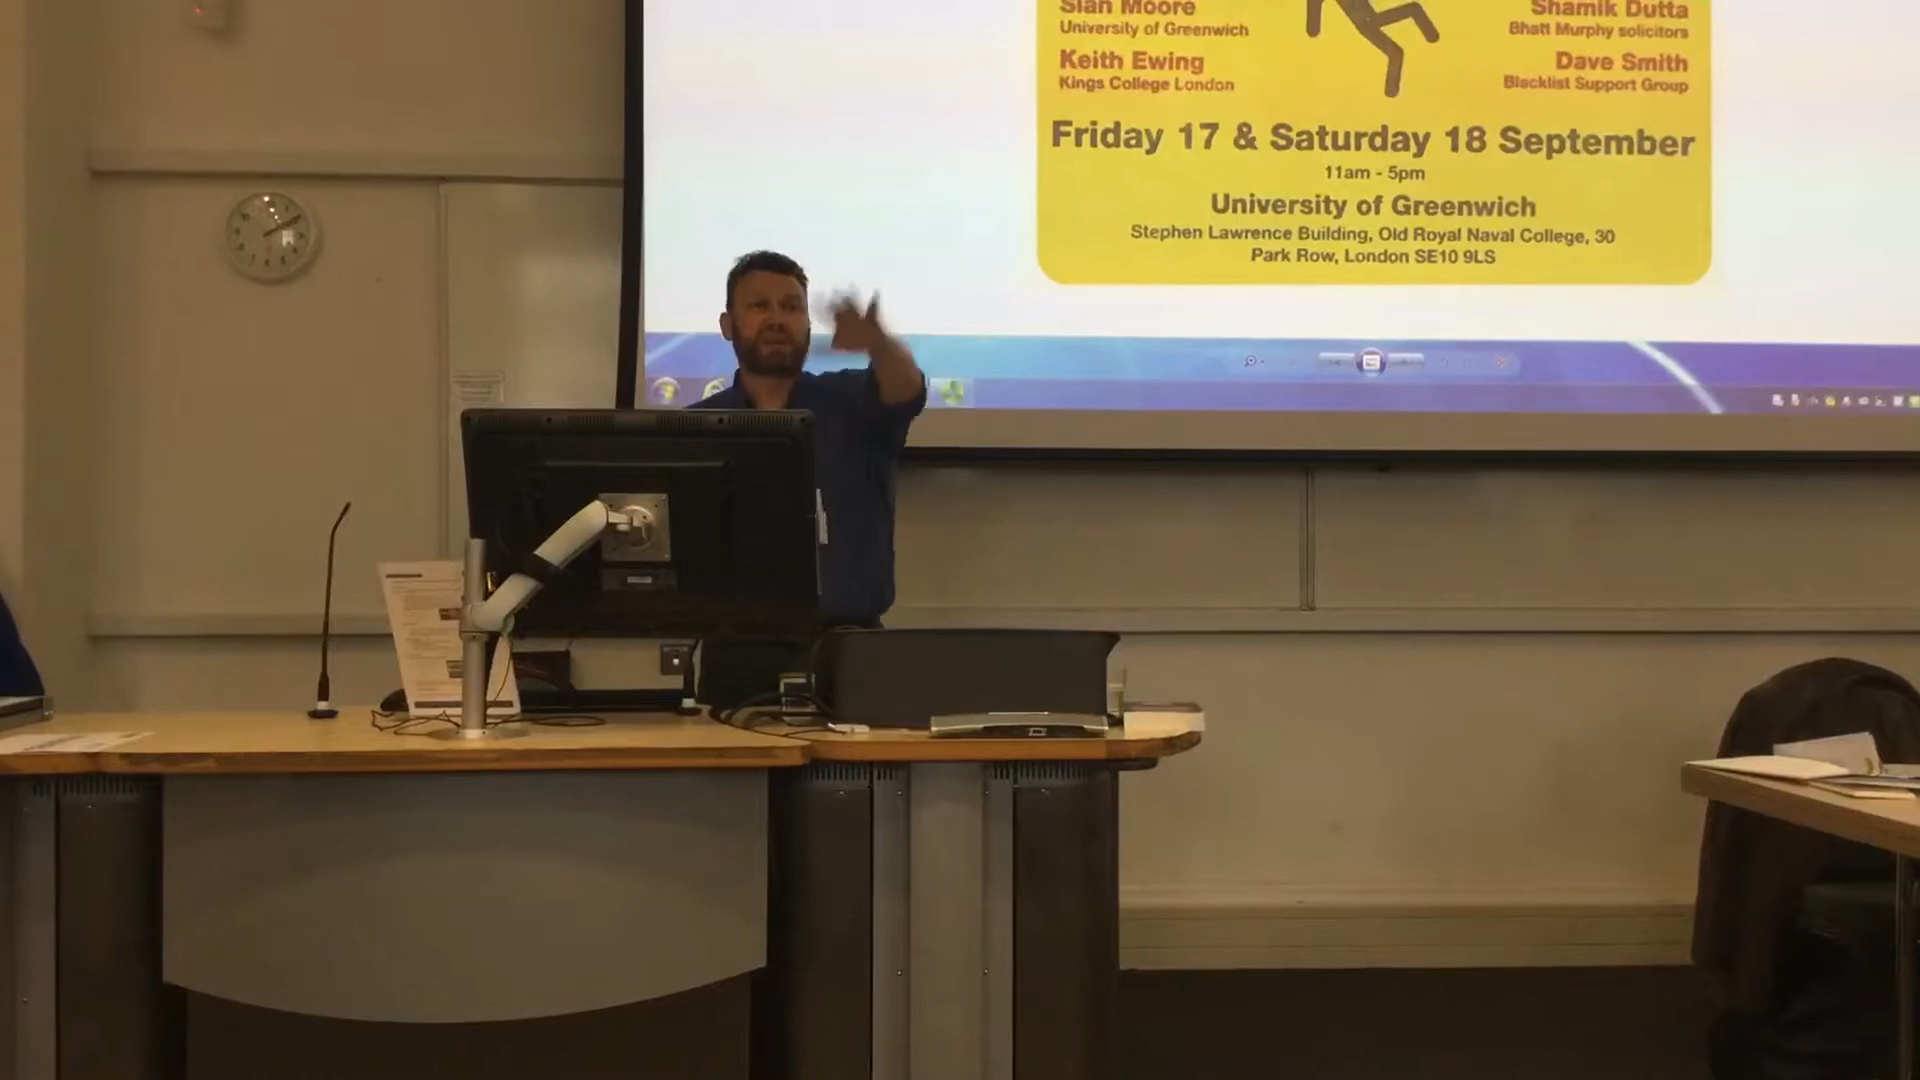 Sian Moore
University of Greenwich
Keith Ewing
Kings College London
Shamik Dutta
Bhatt Murphy solicitors
Dave Smith
Blacklist Support Group
Friday 17 & Saturday 18 September
11am - 5pm
University of Greenwich
Stephen Lawrence Building, Old Royal Naval College, 30
Park Row, London SE10 9LS